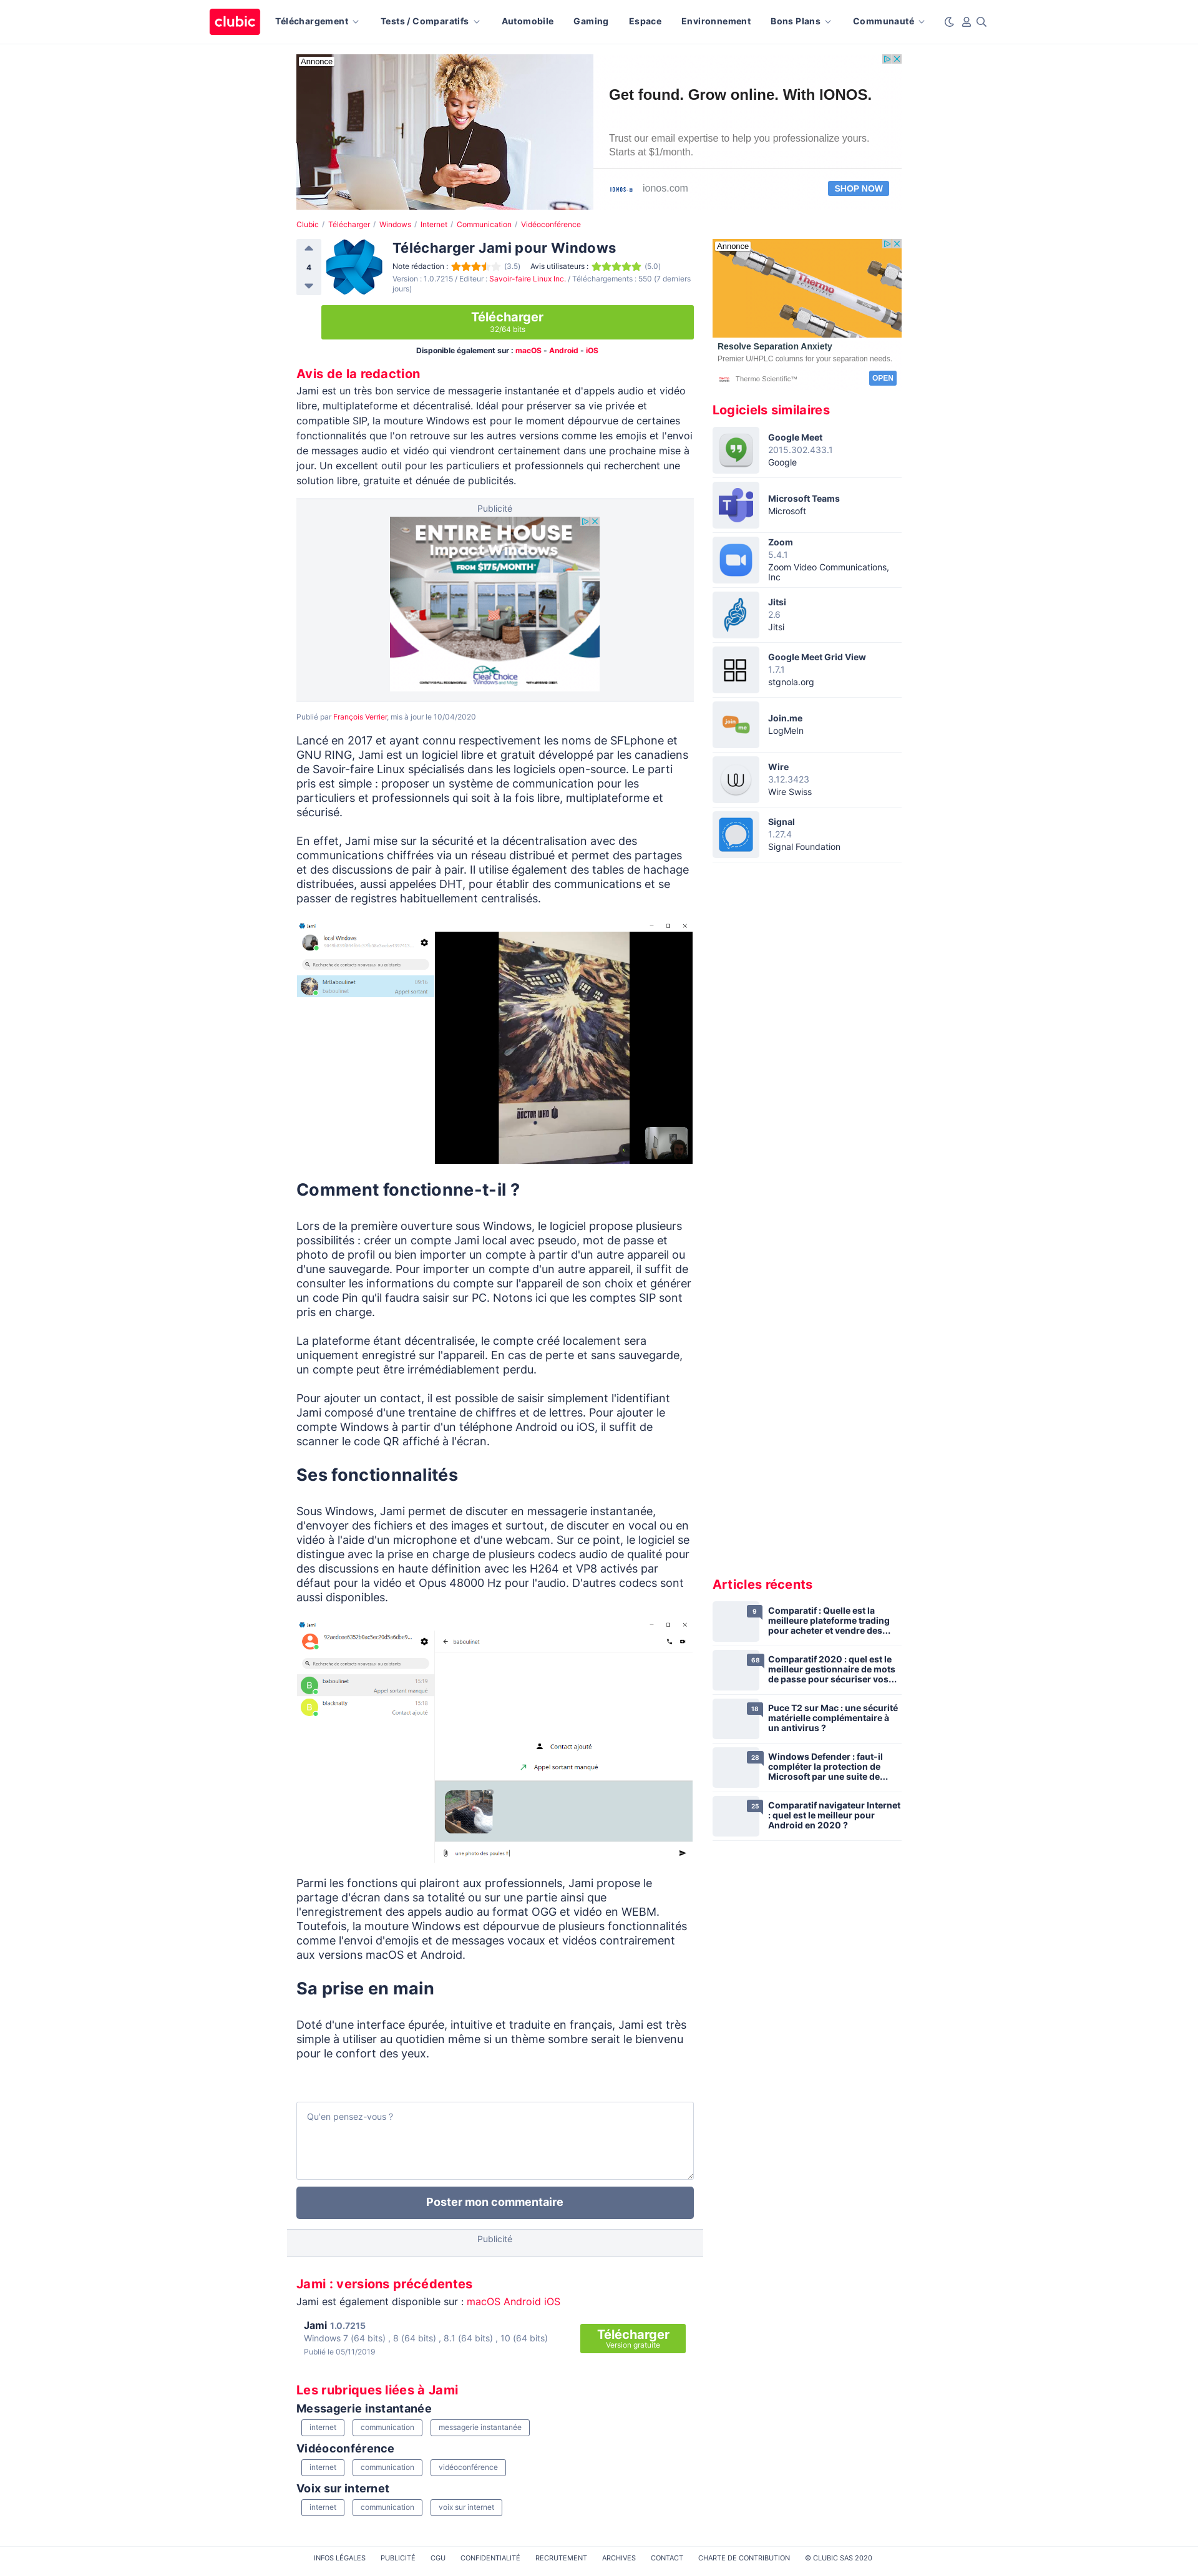 clubic
Téléchargement
Tests / Comparatifs
Automobile
Gaming
Espace
Environnement
Bons Plans
Communauté
Annonce
Get found. Grow online. With IONOS.
Trust our email expertise to help you professionalize yours.
Starts at $1/month.
IONOS
ionos.com
SHOP NOW
Clubic / Télécharger / Windows / Internet / Communication / Vidéoconférence
4
Télécharger Jami pour Windows
Note rédaction : (3.5) Avis utilisateurs : (5.0)
Version : 1.0.7215 / Editeur : Savoir-faire Linux Inc. / Téléchargements : 550 (7 derniers
jours)
Télécharger
32/64 bits
Disponible également sur : macOS - Android - iOS
Avis de la redaction
Jami est un très bon service de messagerie instantanée et d'appels audio et vidéo
libre, multiplateforme et décentralisé. Idéal pour préserver sa vie privée et
compatible SIP, la mouture Windows est pour le moment dépourvue de certaines
fonctionnalités que l'on retrouve sur les autres versions comme les emojis et l'envoi
de messages audio et vidéo qui viendront certainement dans une prochaine mise à
jour. Un excellent outil pour les particuliers et professionnels qui recherchent une
solution libre, gratuite et dénuée de publicités.
Publicité
ENTIRE HOUSE
Impact Windows
FROM $175/MONTH*
Clear Choice
Windows and More
Publié par François Verrier, mis à jour le 10/04/2020
Lancé en 2017 et ayant connu respectivement les noms de SFLphone et
GNU RING, Jami est un logiciel libre et gratuit développé par les canadiens
de Savoir-faire Linux spécialisés dans les logiciels open-source. Le parti
pris est simple : proposer un système de communication pour les
particuliers et professionnels qui soit à la fois libre, multiplateforme et
sécurisé.
En effet, Jami mise sur la sécurité et la décentralisation avec des
communications chiffrées via un réseau distribué et permet des partages
et des discussions de pair à pair. Il utilise également des tables de hachage
distribuées, aussi appelées DHT, pour établir des communications et se
passer de registres habituellement centralisés.
Jami
local Windows
Recherche de contacts nouveaux ou existants
Mrtlaboulinet
09:16
baboulinet
Appel sortant
DOCTOR WHO
Comment fonctionne-t-il ?
Lors de la première ouverture sous Windows, le logiciel propose plusieurs
possibilités : créer un compte Jami local avec pseudo, mot de passe et
photo de profil ou bien importer un compte à partir d'un autre appareil ou
d'une sauvegarde. Pour importer un compte d'un autre appareil, il suffit de
consulter les informations du compte sur l'appareil de son choix et générer
un code Pin qu'il faudra saisir sur PC. Notons ici que les comptes SIP sont
pris en charge.
La plateforme étant décentralisée, le compte créé localement sera
uniquement enregistré sur l'appareil. En cas de perte et sans sauvegarde,
un compte peut être irrémédiablement perdu.
Pour ajouter un contact, il est possible de saisir simplement l'identifiant
Jami composé d'une trentaine de chiffres et de lettres. Pour ajouter le
compte Windows à partir d'un téléphone Android ou iOS, il suffit de
scanner le code QR affiché à l'écran.
Ses fonctionnalités
Sous Windows, Jami permet de discuter en messagerie instantanée,
d'envoyer des fichiers et des images et surtout, de discuter en vocal ou en
vidéo à l'aide d'un microphone et d'une webcam. Sur ce point, le logiciel se
distingue avec la prise en charge de plusieurs codecs audio de qualité pour
des discussions en haute définition avec les H264 et VP8 activés par
défaut pour la vidéo et Opus 48000 Hz pour l'audio. D'autres codecs sont
aussi disponibles.
Jami
baboulinet
Recherche de contacts nouveaux ou existants
B
baboulinet
15:19
Appel sortant manqué
B
blacknally
15:18
Contact ajouté
Contact ajouté
Appel sortant manqué
une photo des poules !
Parmi les fonctions qui plairont aux professionnels, Jami propose le
partage d'écran dans sa totalité ou sur une partie ainsi que
l'enregistrement des appels audio au format OGG et vidéo en WEBM.
Toutefois, la mouture Windows est dépourvue de plusieurs fonctionnalités
comme l'envoi d'emojis et de messages vocaux et vidéos contrairement
aux versions macOS et Android.
Sa prise en main
Doté d'une interface épurée, intuitive et traduite en français, Jami est très
simple à utiliser au quotidien même si un thème sombre serait le bienvenu
pour le confort des yeux.
Qu'en pensez-vous ?
Poster mon commentaire
Publicité
Jami : versions précédentes
Jami est également disponible sur : macOS Android iOS
Jami 1.0.7215
Windows 7 (64 bits) , 8 (64 bits) , 8.1 (64 bits) , 10 (64 bits)
Publié le 05/11/2019
Télécharger
Version gratuite
Les rubriques liées à Jami
Messagerie instantanée
internet communication messagerie instantanée
Vidéoconférence
internet communication vidéoconférence
Voix sur internet
internet communication voix sur internet
Annonce
Thermo
Resolve Separation Anxiety
Premier U/HPLC columns for your separation needs.
Thermo Scientific™
OPEN
Logiciels similaires
Google Meet
2015.302.433.1
Google
Microsoft Teams
Microsoft
Zoom
5.4.1
Zoom Video Communications,
Inc
Jitsi
2.6
Jitsi
Google Meet Grid View
1.7.1
stgnola.org
join
me
Join.me
LogMeIn
Wire
3.12.3423
Wire Swiss
Signal
1.27.4
Signal Foundation
Articles récents
9
Comparatif : Quelle est la
meilleure plateforme trading
pour acheter et vendre des...
68
Comparatif 2020 : quel est le
meilleur gestionnaire de mots
de passe pour sécuriser vos...
18
Puce T2 sur Mac : une sécurité
matérielle complémentaire à
un antivirus ?
28
Windows Defender : faut-il
compléter la protection de
Microsoft par une suite de...
25
Comparatif navigateur Internet
: quel est le meilleur pour
Android en 2020 ?
INFOS LÉGALES PUBLICITÉ CGU CONFIDENTIALITÉ RECRUTEMENT ARCHIVES CONTACT CHARTE DE CONTRIBUTION © CLUBIC SAS 2020